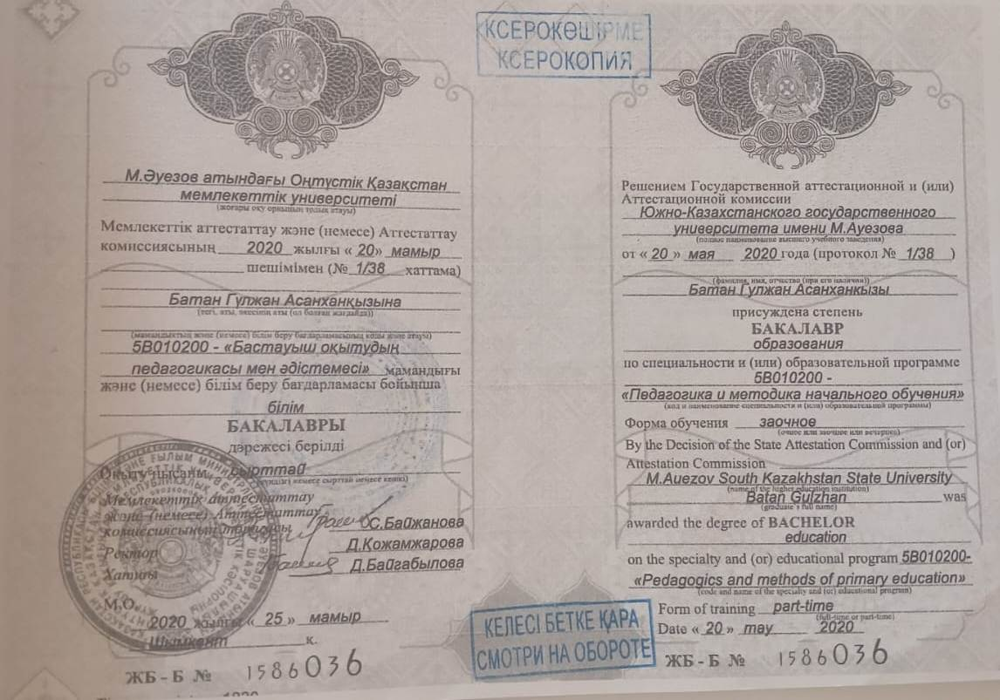 КСЕРОКӨШІРМЕ
КСЕРОКОПИЯ
М.Әуезов атындағы Оңтүстік Қазақстан
мемлекеттік университеті
(жоғары оқу орнының толық атауы)
Мемлекеттік аттестаттау және (немесе) Аттестаттау
комиссиясының 2020 жылғы « 20» мамыр
шешімімен (№ 1/38 хаттама)
Батан Гүлжан Асанханқызына
(тегі, аты, әкесінің аты (ол болған жағдайда))
(мамандықтың және (немесе) білім беру бағдарламасының коды және атауы)
5В010200 - «Бастауыш оқытудың
педагогикасы мен әдістемесі» мамандығы
және (немесе) білім беру бағдарламасы бойынша
білім
БАКАЛАВРЫ
дәрежесі берілді
Оқыту нысаны сырттай
Мемлекеттік аттестаттау
және (немесе) Аттестаттау
комиссиясының төрағасы С.Байжанова
Ректор Д.Кожамжарова
Хатшы Д.Байгабылова
М.О.
2020 жылғы « 25 » мамыр
Шымкент к.
ЖБ - Б № 1586036
Решением Государственной аттестационной и (или)
Аттестационной комиссии
Южно-Казахстанского государственного
университета имени М.Ауезова
(полное наименование высшего учебного заведения)
от « 20 » мая 2020 года (протокол № 1/38 )
(фамилия, имя, отчество (при его наличии))
Батан Гулжан Асанханкызы
присуждена степень
БАКАЛАВР
образования
по специальности и (или) образовательной программе
5В010200 -
«Педагогика и методика начального обучения»
(код и наименование специальности и (или) образовательной программы)
Форма обучения заочное
(очное или заочное или вечернее)
By the Decision of the State Attestation Commission and (or)
Attestation Commission
M.Auezov South Kazakhstan State University
(name of the higher education institution)
Batan Gulzhan was
(graduate's full name)
awarded the degree of BACHELOR
education
on the specialty and (or) educational program 5B010200-
«Pedagogics and methods of primary education»
(code and name of the specialty and (or) educational program)
Form of training part-time
(full-time or part-time)
Date « 20 » may 2020
ЖБ - Б № 1586036
КЕЛЕСІ БЕТКЕ ҚАРА
СМОТРИ НА ОБОРОТЕ